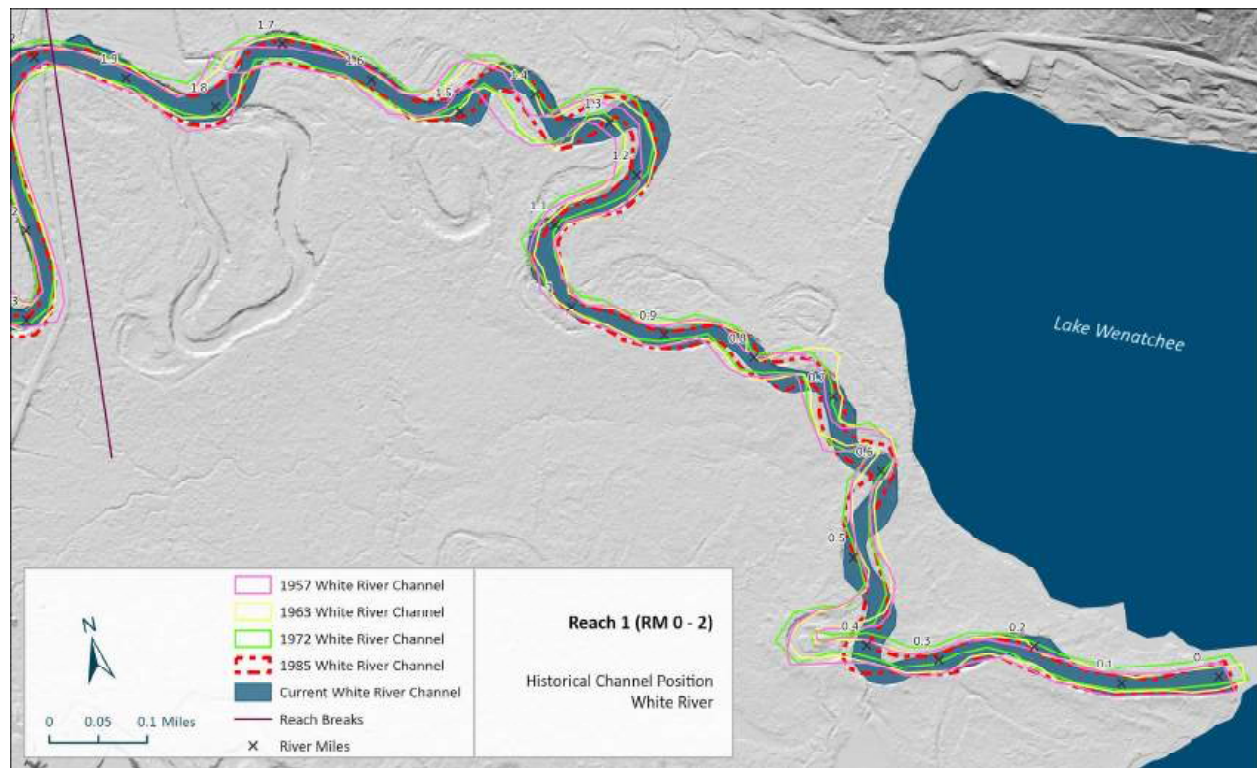 1.7
1.9
1.8
1.6
1.5
1.4
1.3
1.2
1.1
1
0.9
0.8
0.7
0.6
0.5
0.4
0.3
0.2
0.1
0
2
3
Lake Wenatchee
1957 White River Channel
1963 White River Channel
1972 White River Channel
1985 White River Channel
Current White River Channel
Reach Breaks
River Miles
N
0 0.05 0.1 Miles
Reach 1 (RM 0 - 2)
Historical Channel Position
White River